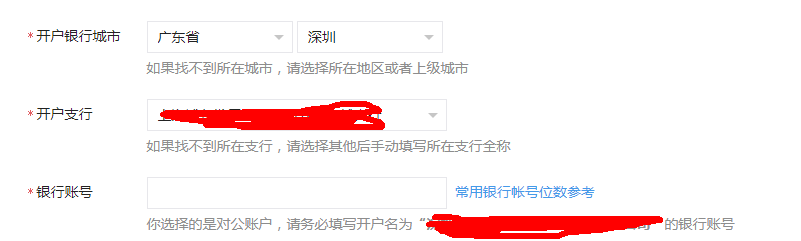 *开户银行城市 广东省 深圳
如果找不到所在城市，请选择所在地区或者上级城市
*开户支行
如果找不到所在支行，请选择其他后手动填写所在支行全称
*银行账号 常用银行帐号位数参考
你选择的是对公账户，请务必填写开户名为“ ”的银行账号